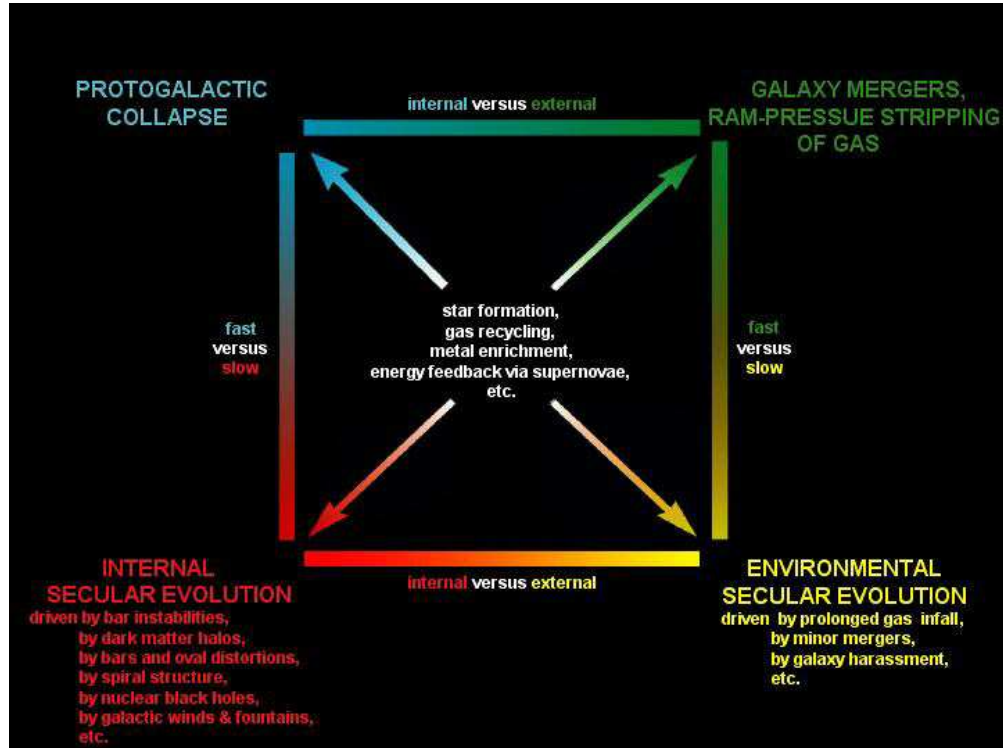 PROTOGALACTIC
COLLAPSE
internal versus external
GALAXY MERGERS,
RAM-PRESSUE STRIPPING
OF GAS
fast
versus
slow
star formation,
gas recycling,
metal enrichment,
energy feedback via supernovae,
etc.
fast
versus
slow
INTERNAL
SECULAR EVOLUTION
driven by bar instabilities,
by dark matter halos,
by bars and oval distortions,
by spiral structure,
by nuclear black holes,
by galactic winds & fountains,
etc.
internal versus external
ENVIRONMENTAL
SECULAR EVOLUTION
driven by prolonged gas infall,
by minor mergers,
by galaxy harassment,
etc.